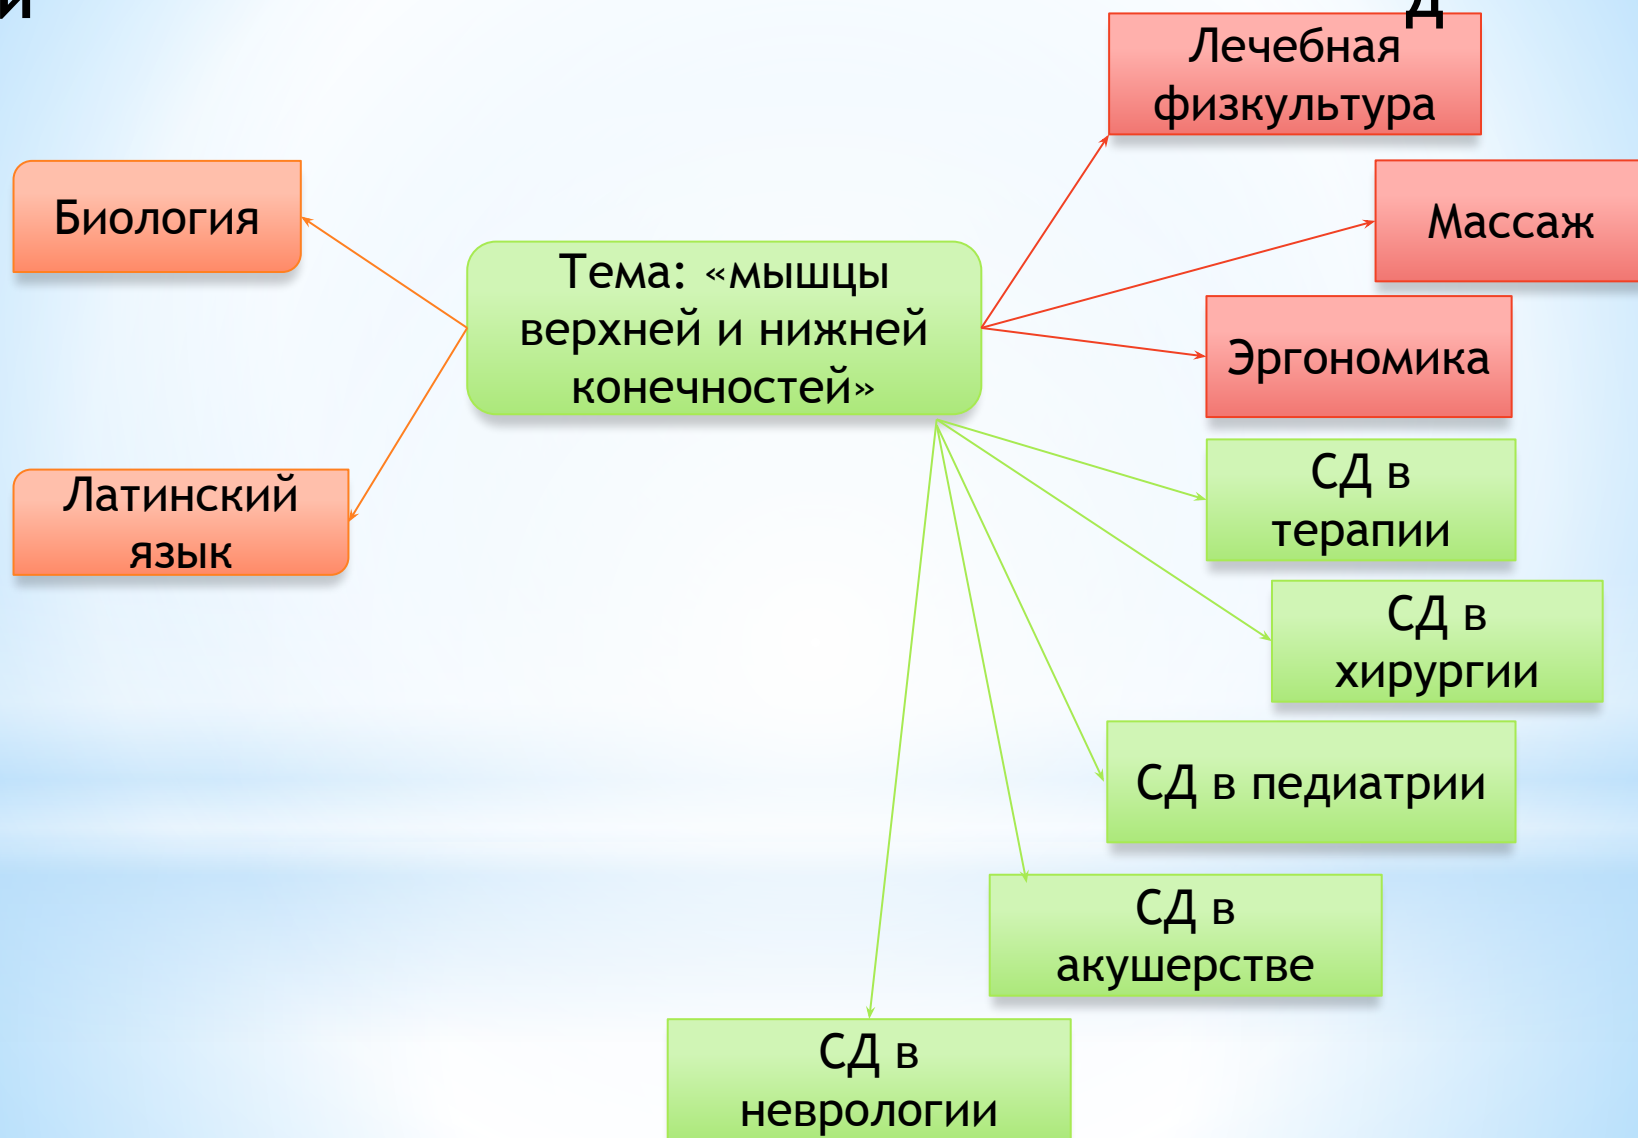 Лечебная
физкультура
Биология
Массаж
Тема: «мышцы
верхней и нижней
конечностей»
Эргономика
Латинский
язык
СД в
терапии
СД в
хирургии
СД в педиатрии
СД в
акушерстве
СД в
неврологии